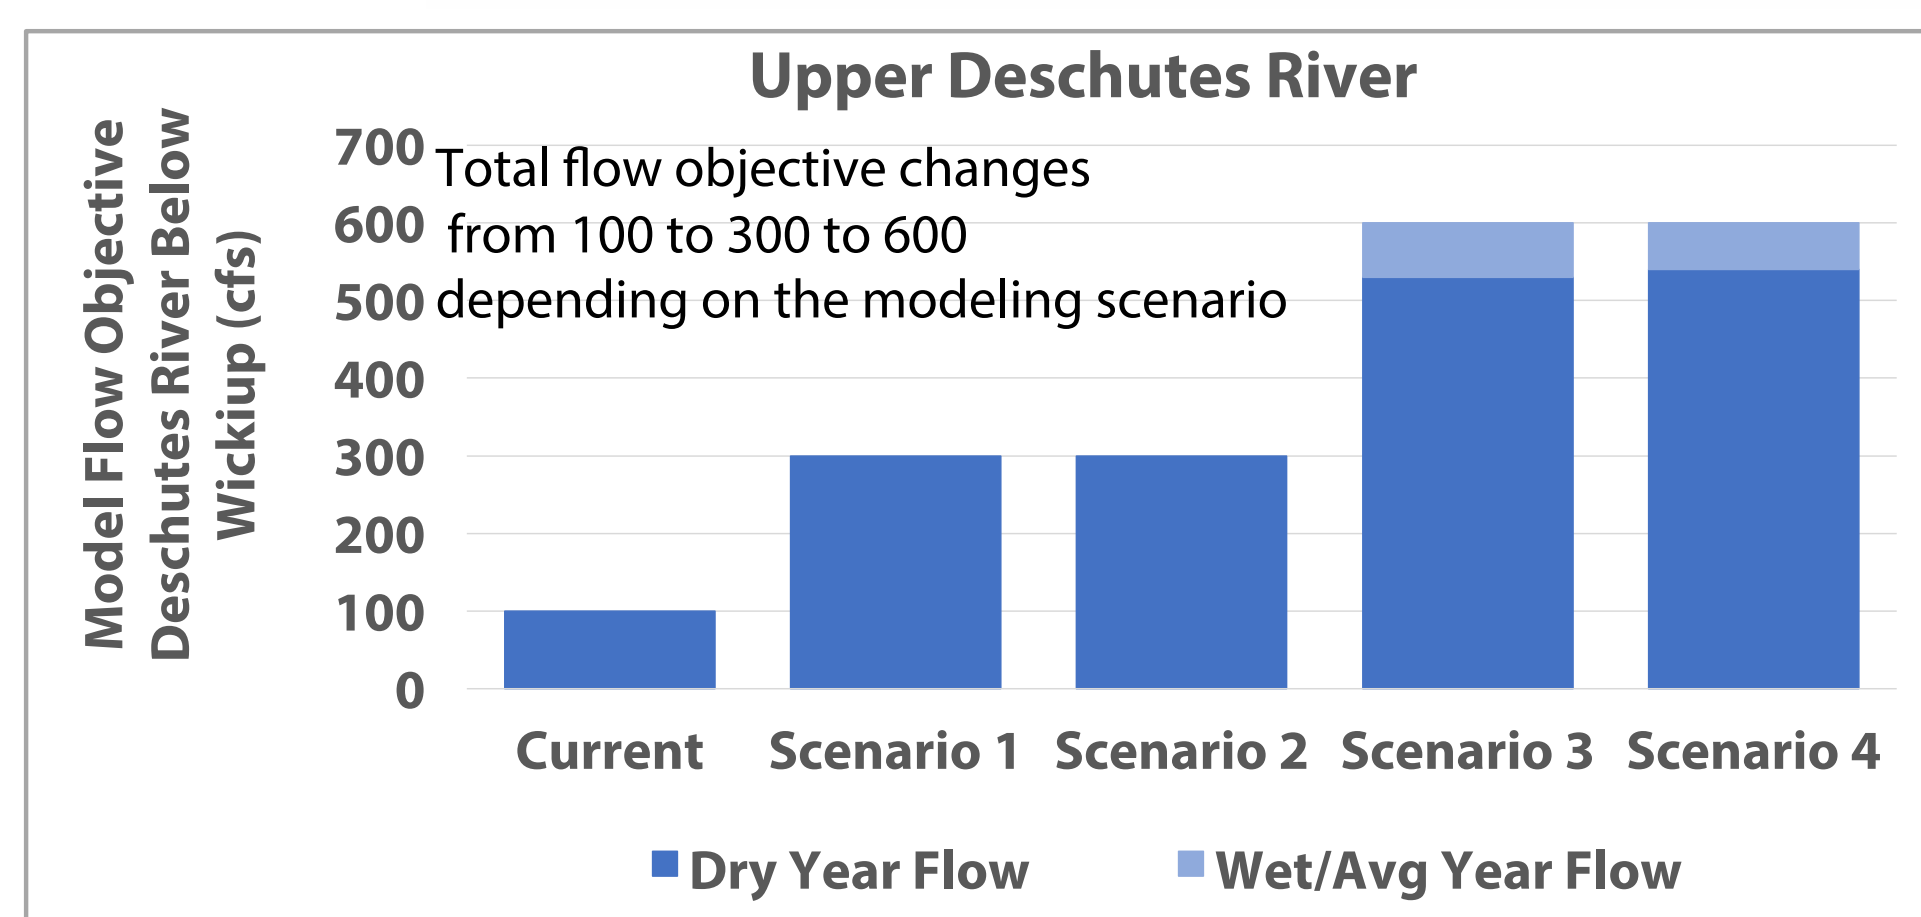 Upper Deschutes River
Model Flow Objective
Deschutes River Below
Wickiup (cfs)
700
600
500
400
300
200
100
0
Total flow objective changes
from 100 to 300 to 600
depending on the modeling scenario
Current Scenario 1 Scenario 2 Scenario 3 Scenario 4
Dry Year Flow Wet/Avg Year Flow